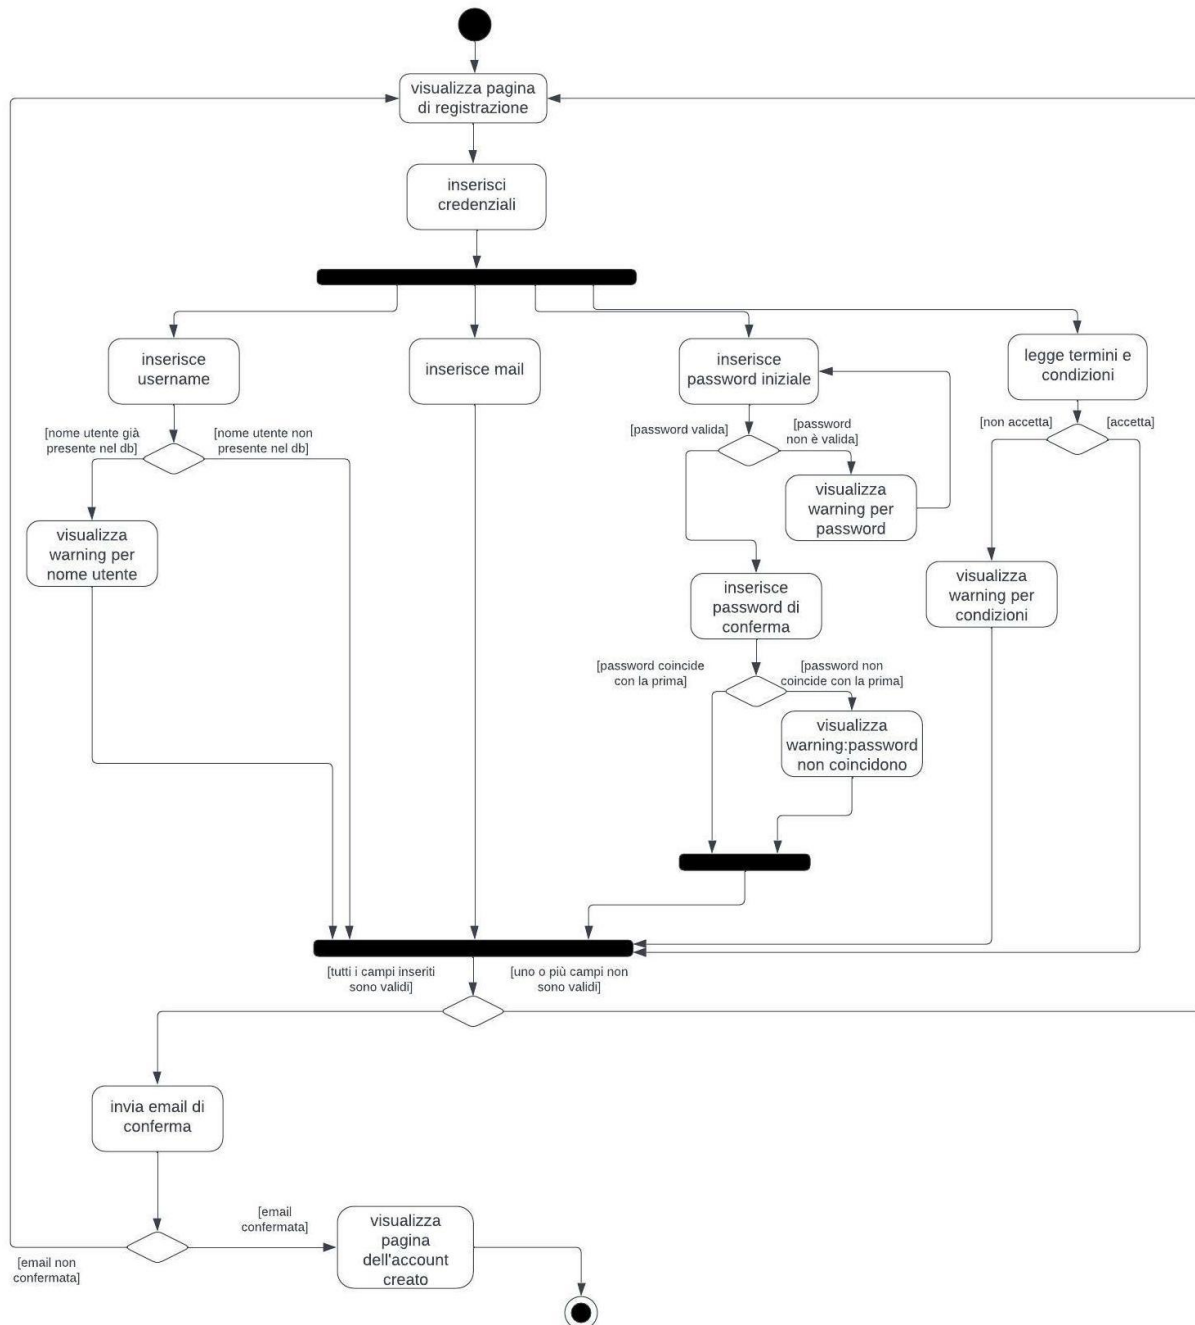 visualizza pagina
di registrazione
inserisci
credenziali
inserisce
username
inserisce mail
inserisce
password iniziale
legge termini e
condizioni
[nome utente già
presente nel db]
[nome utente non
presente nel db]
[password valida]
[password
non è valida]
[non accetta]
[accetta]
visualizza
warning per
nome utente
visualizza
warning per
password
visualizza
warning per
condizioni
inserisce
password di
conferma
[password coincide
con la prima]
[password non
coincide con la prima]
visualizza
warning:password
non coincidono
[tutti i campi inseriti
sono validi]
[uno o più campi non
sono validi]
invia email di
conferma
[email non
confermata]
[email
confermata]
visualizza
pagina
dell'account
creato